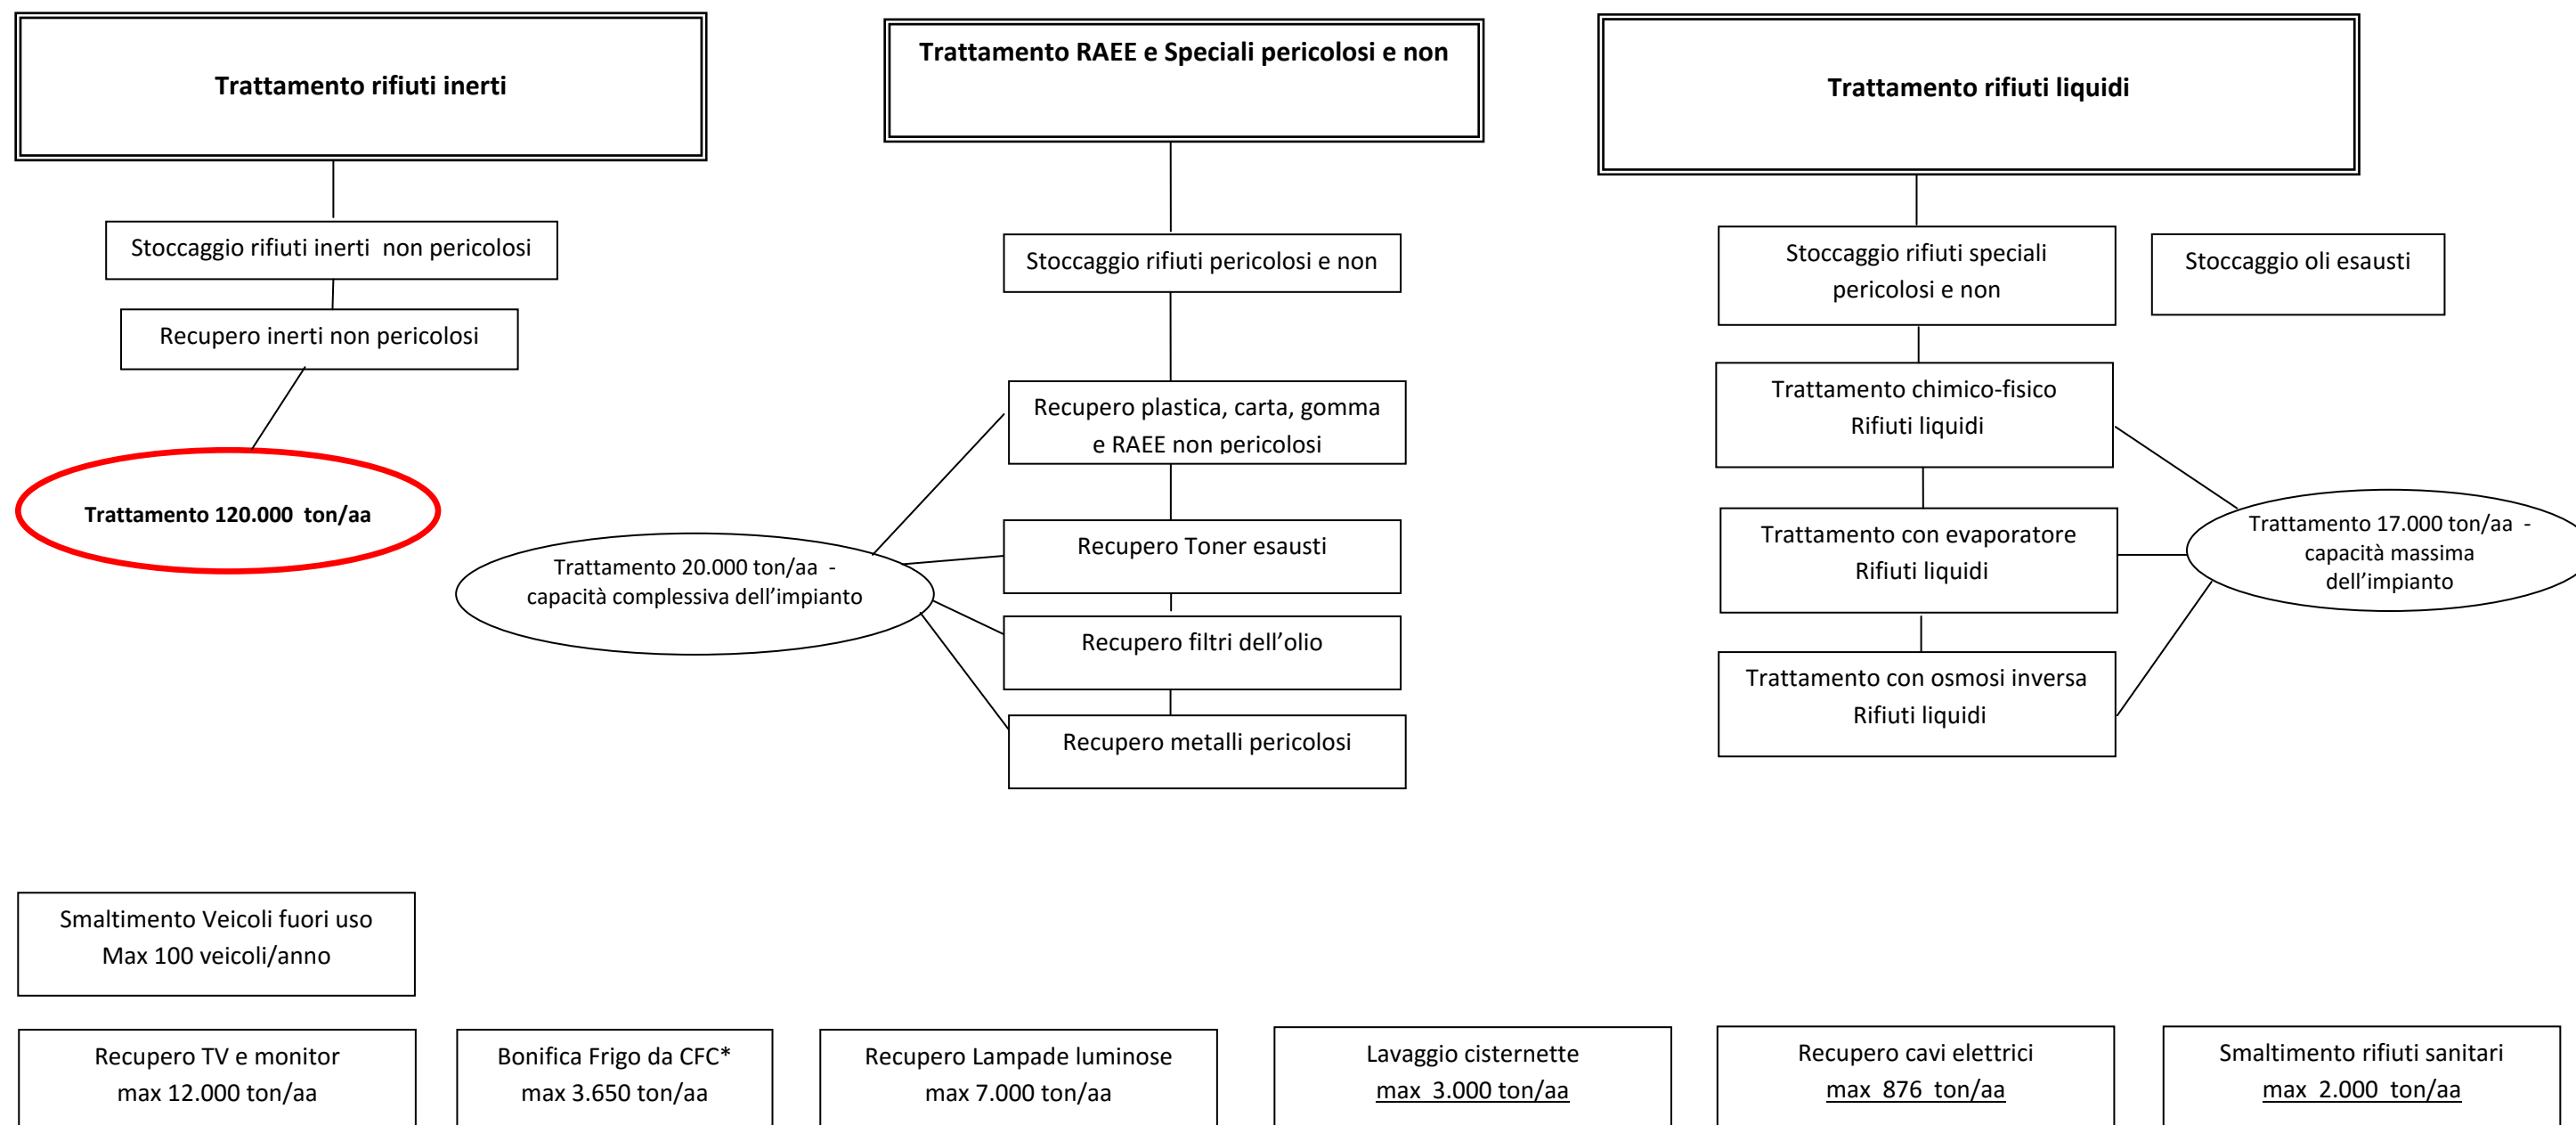 Trattamento rifiuti inerti
Stoccaggio rifiuti inerti  non pericolosi
Recupero inerti non pericolosi
Trattamento 120.000  ton/aa
Trattamento RAEE e Speciali pericolosi e non
Stoccaggio rifiuti pericolosi e non
Recupero plastica, carta, gomma
e RAEE non pericolosi
Recupero Toner esausti
Recupero filtri dell’olio
Recupero metalli pericolosi
Trattamento 20.000 ton/aa  -
capacità complessiva dell’impianto
Trattamento rifiuti liquidi
Stoccaggio rifiuti speciali
pericolosi e non
Stoccaggio oli esausti
Trattamento chimico-fisico
Rifiuti liquidi
Trattamento con evaporatore
Rifiuti liquidi
Trattamento con osmosi inversa
Rifiuti liquidi
Trattamento 17.000 ton/aa  -
capacità massima
dell’impianto
Smaltimento Veicoli fuori uso
Max 100 veicoli/anno
Recupero TV e monitor
max 12.000 ton/aa
Bonifica Frigo da CFC*
max 3.650 ton/aa
Recupero Lampade luminose
max 7.000 ton/aa
Lavaggio cisternette
max  3.000 ton/aa
Recupero cavi elettrici
max  876  ton/aa
Smaltimento rifiuti sanitari
max  2.000  ton/aa